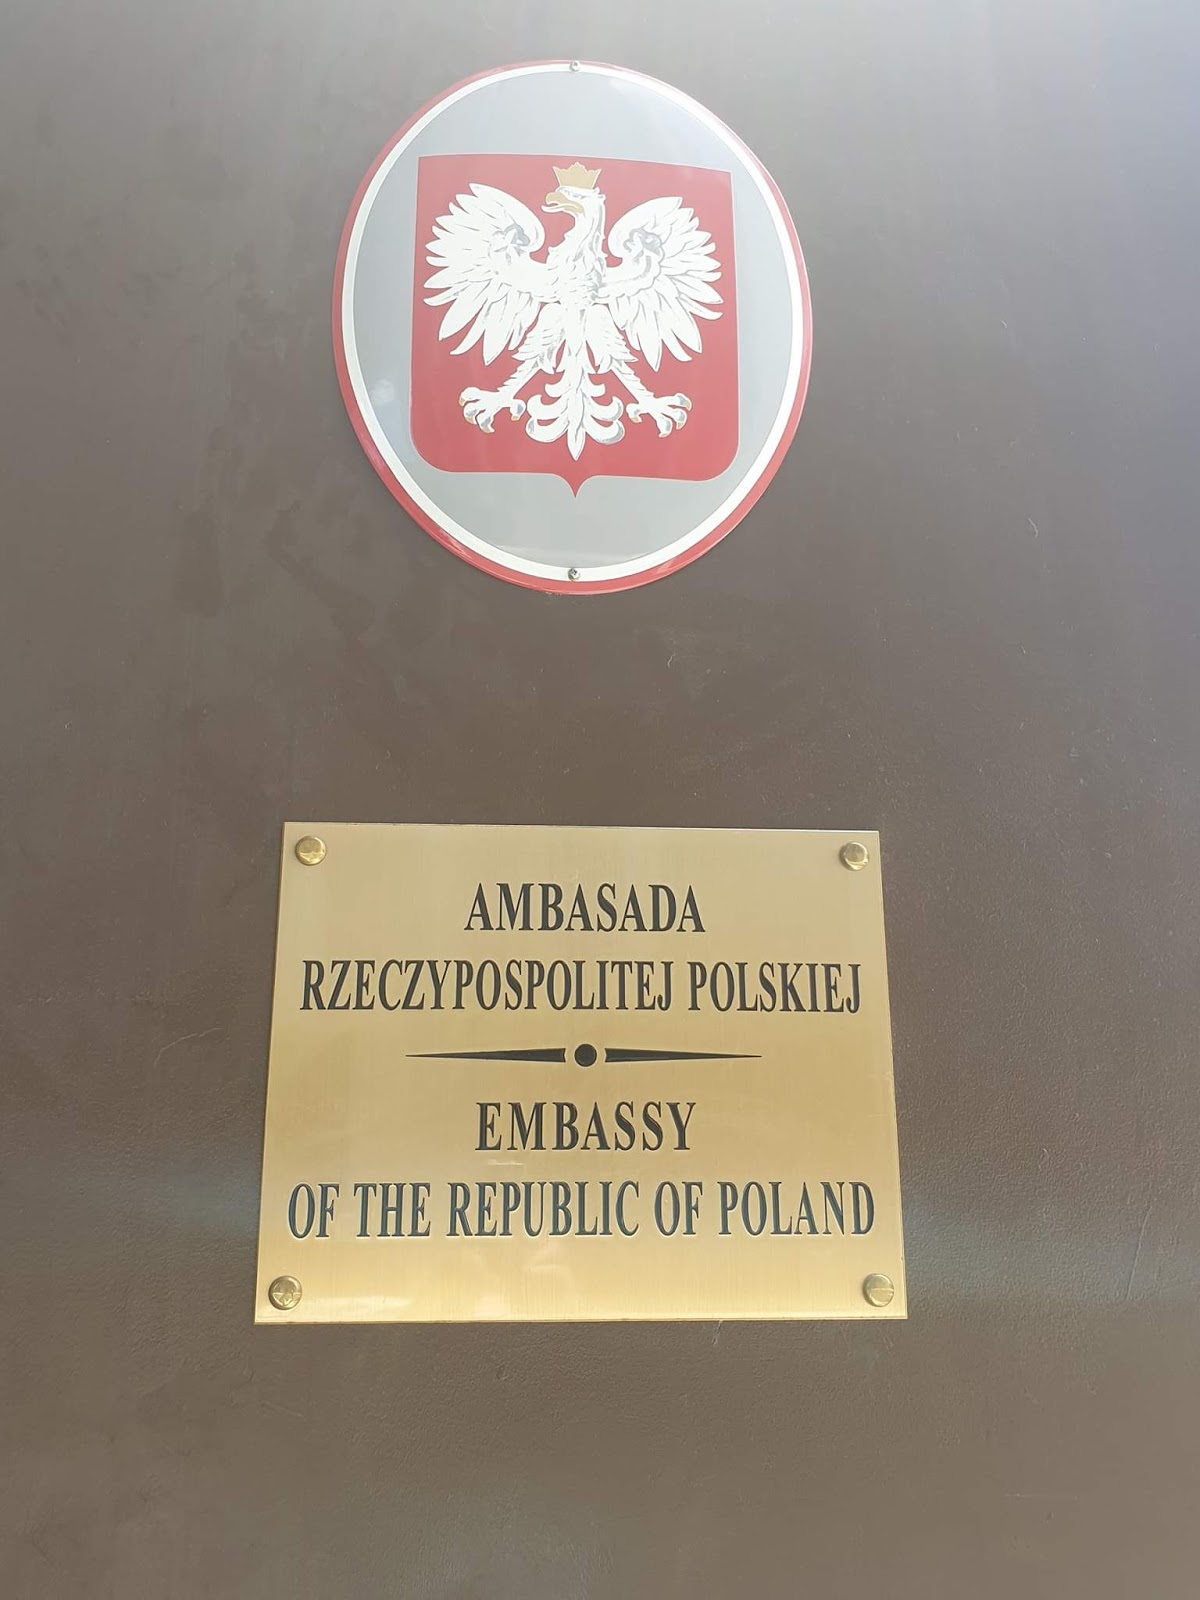 AMBASADA
RZECZYPOSPOLITEJ POLSKIEJ
EMBASSY
OF THE REPUBLIC OF POLAND